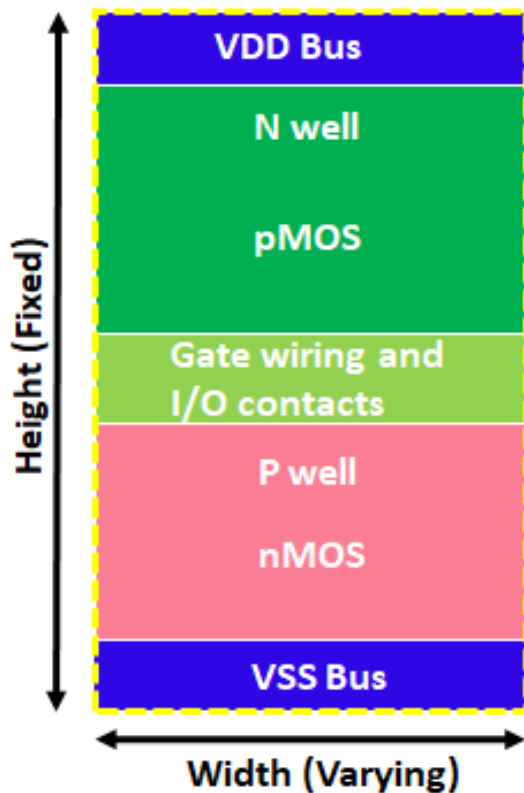 VDD Bus
N well
pMOS
Height (Fixed)
Gate wiring and
I/O contacts
P well
nMOS
VSS Bus
Width (Varying)